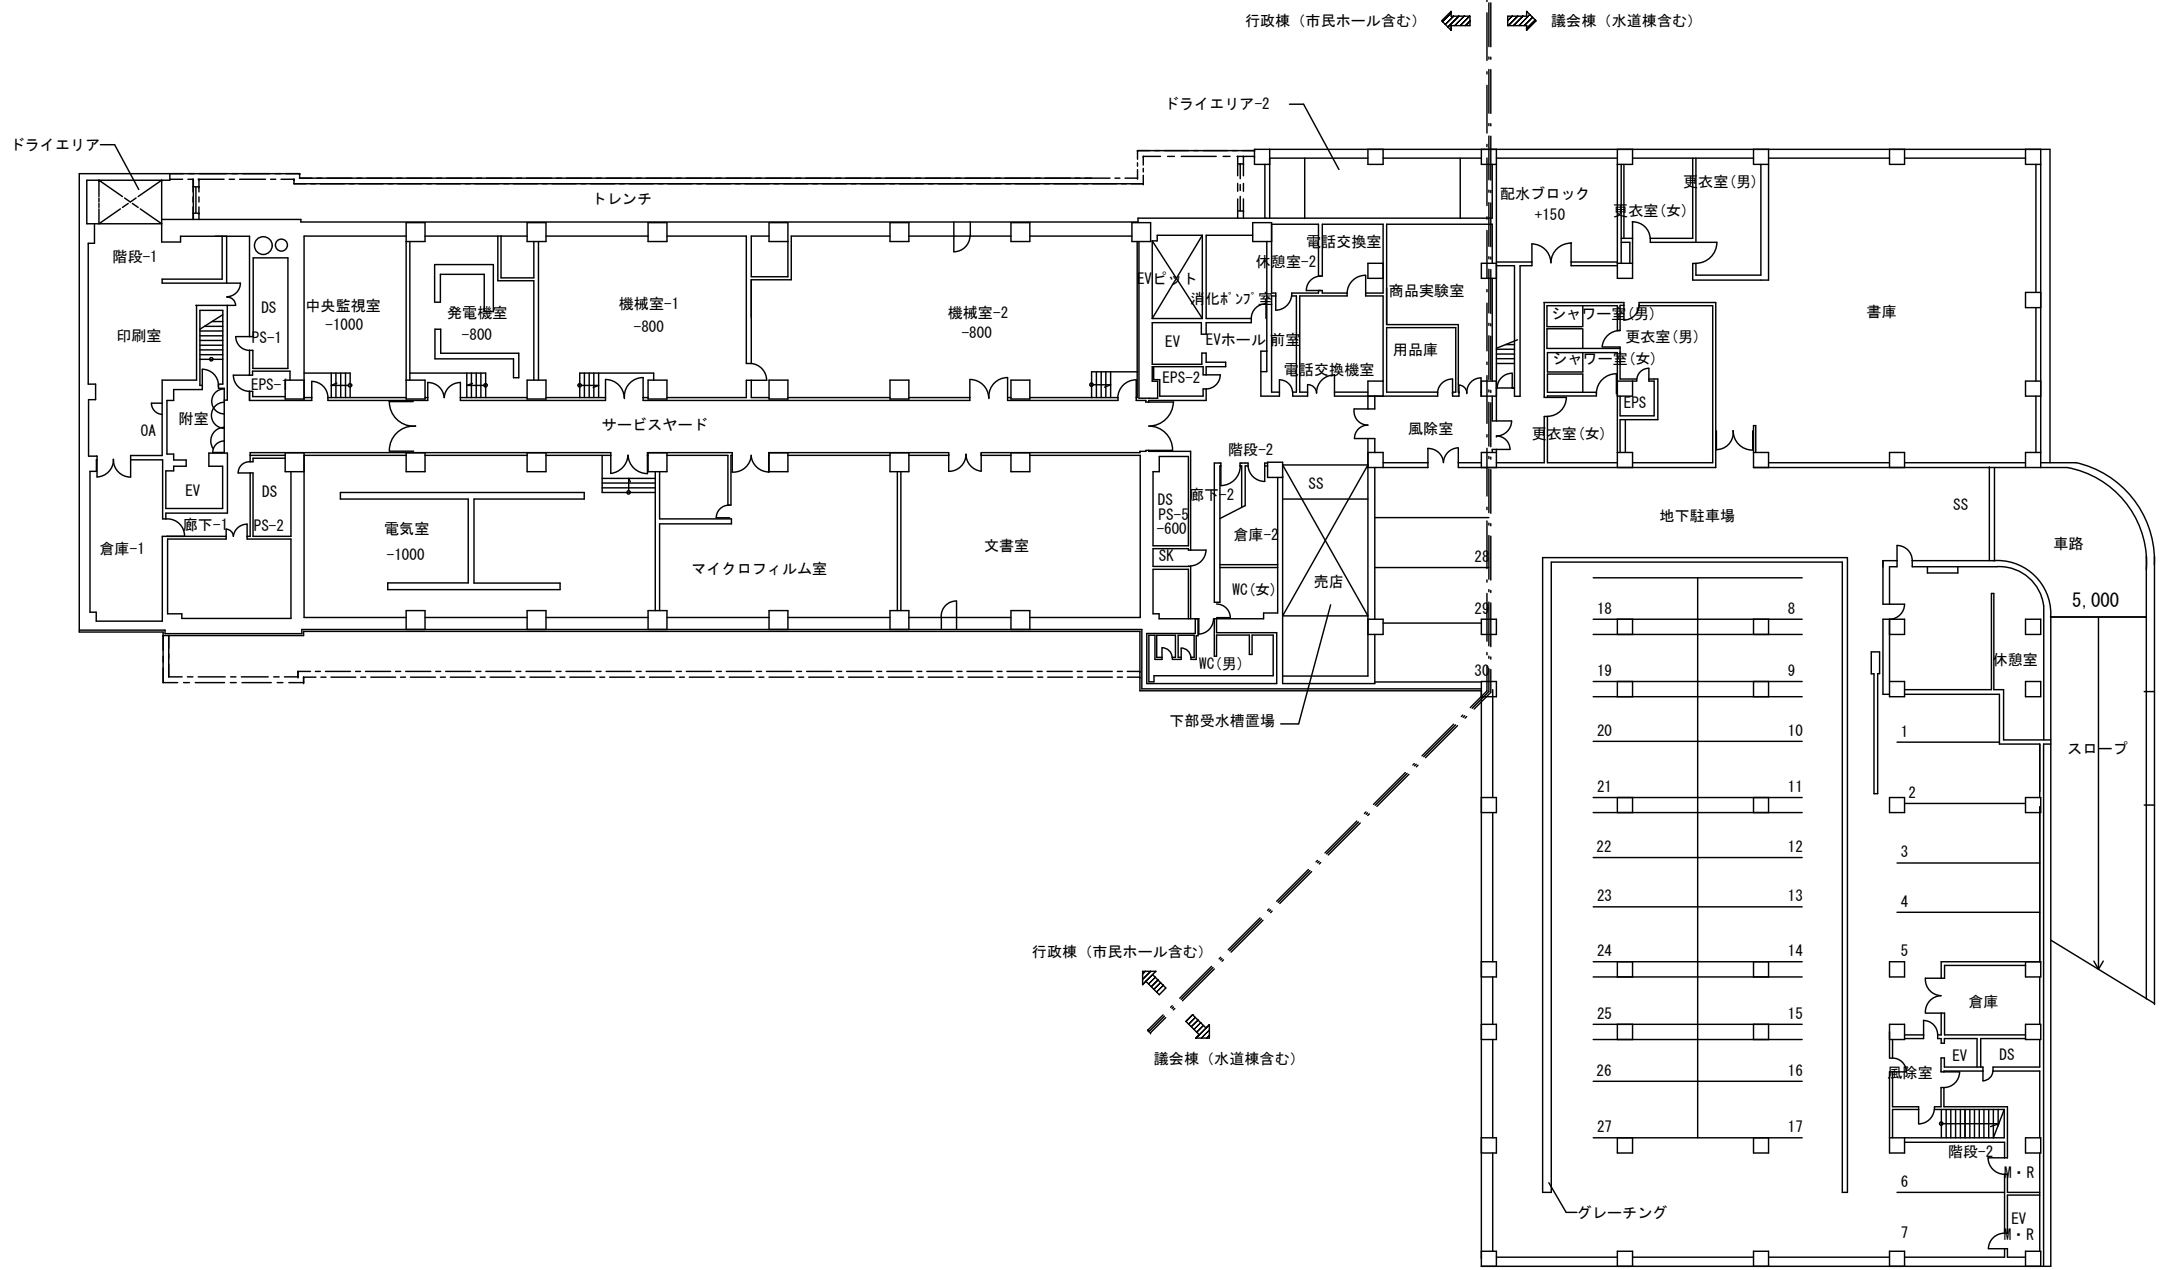 行政棟（市民ホール含む）
議会棟（水道棟含む）
ドライエリア-2
ドライエリア
トレンチ
配水ブロック
+150
更衣室(男)
更衣室(女)
階段-1
電話交換室
休憩室-2
EVピット
消化ポンプ室
商品実験室
DS
PS-1
中央監視室
-1000
発電機室
-800
機械室-1
-800
機械室-2
-800
印刷室
EV
EVホール
前室
用品庫
シャワー室(男)
更衣室(男)
シャワー室(女)
書庫
EPS-1
EPS-2
電話交換機室
EPS
附室
OA
サービスヤード
風除室
更衣室(女)
階段-2
EV
DS
廊下-1
PS-2
倉庫-1
電気室
-1000
マイクロフィルム室
文書室
DS
PS-5
-600
SK
廊下-2
倉庫-2
SS
売店
WC(女)
WC(男)
下部受水槽置場
28
29
30
地下駐車場
SS
車路
5,000
休憩室
スロープ
18
8
19
9
20
10
1
21
11
2
22
12
3
23
13
4
24
14
5
25
15
倉庫
26
16
EV
DS
風除室
27
17
階段-2
M・R
6
EV
M・R
7
グレーチング
行政棟（市民ホール含む）
議会棟（水道棟含む）